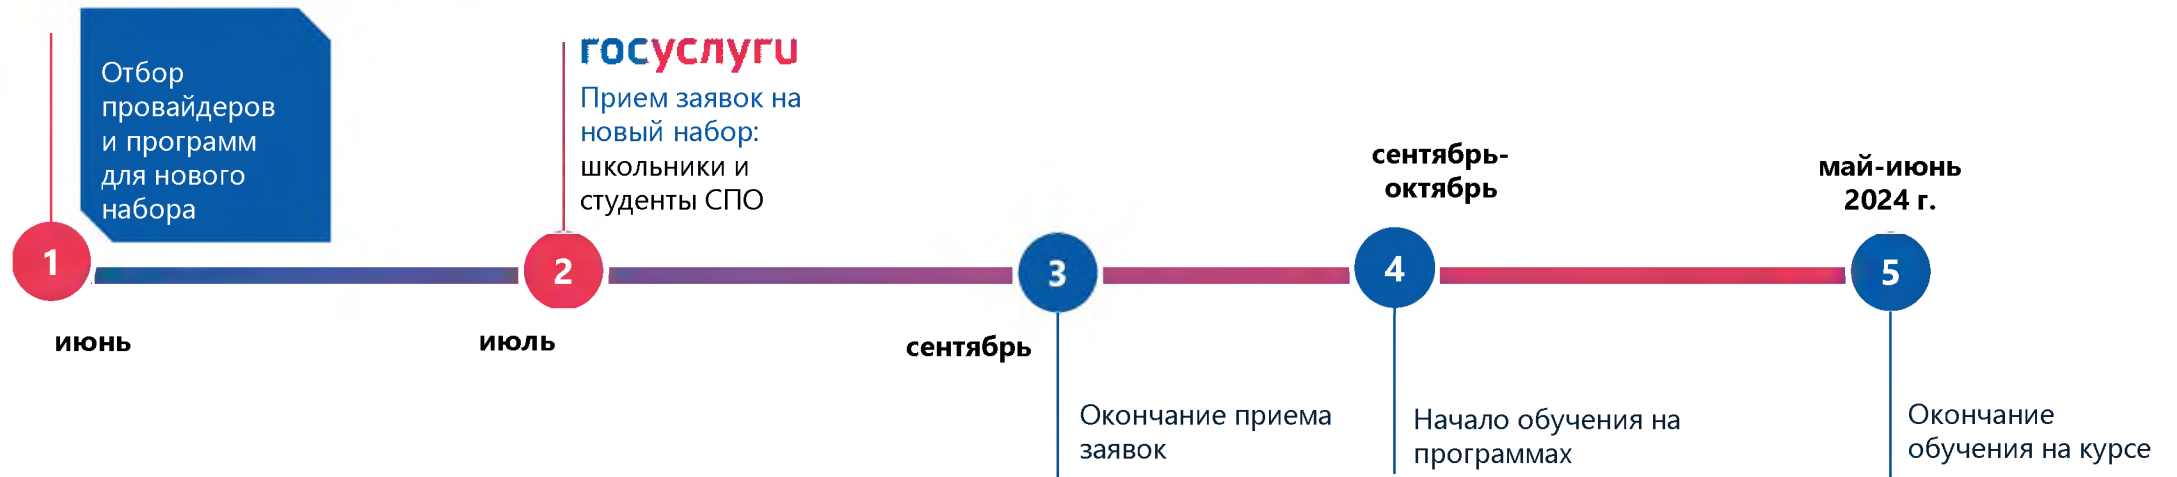 Отбор
провайдеров
и программ
для нового
набора
1
июнь
госуслуги
Прием заявок на
новый набор:
школьники и
студенты СПО
2
июль
3
сентябрь
Окончание приема
заявок
сентябрь-
октябрь
4
Начало обучения на
программах
май-июнь
2024 г.
5
Окончание
обучения на курсе